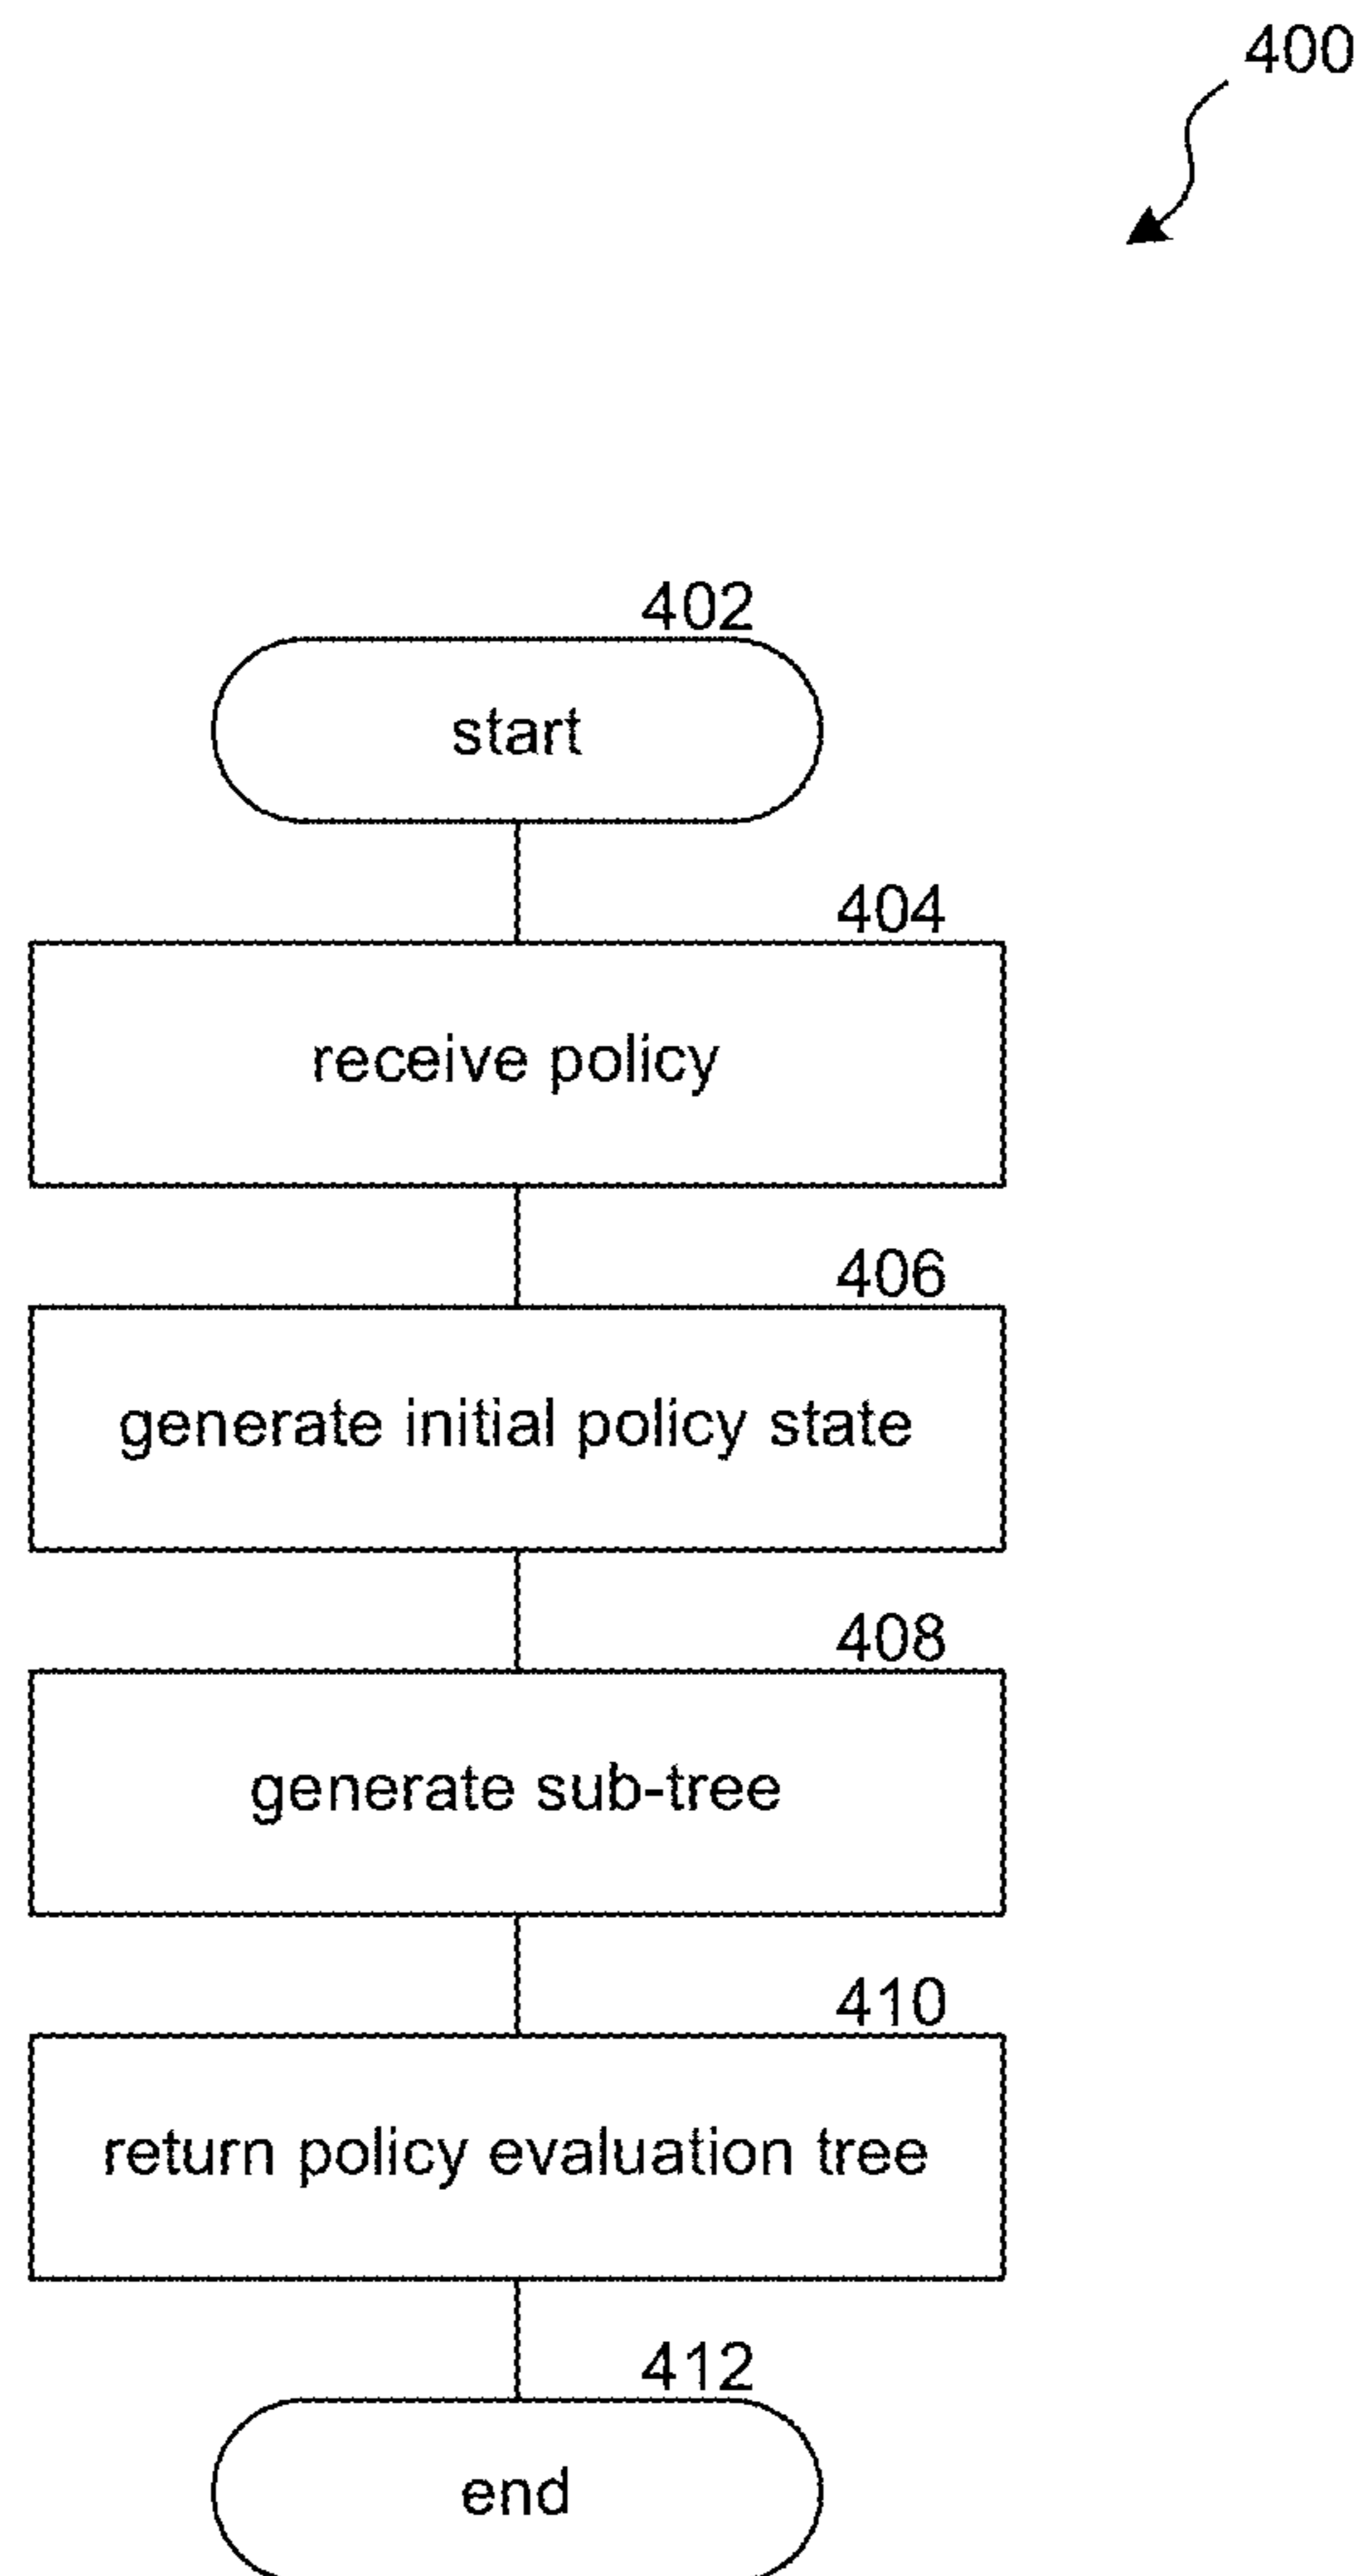 400
402
start
404
receive policy
406
generate initial policy state
408
generate sub-tree
410
return policy evaluation tree
412
end